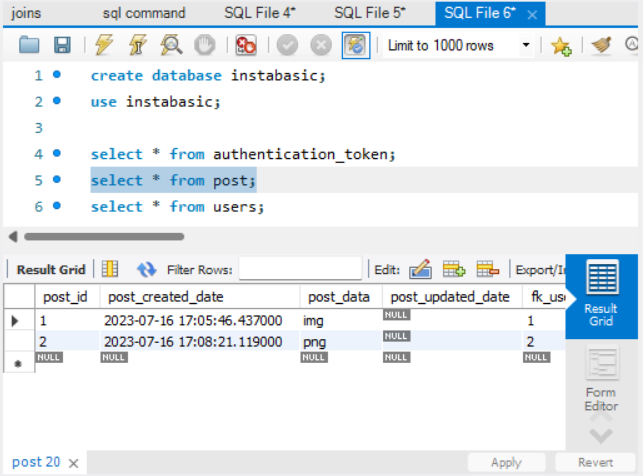 joins sql command SQL File 4* SQL File 5* SQL File 6* ×
Limit to 1000 rows
1 create database instabasic;
2 use instabasic;
3
4 select * from authentication_token;
5 select * from post;
6 select * from users;
Result Grid Filter Rows: Edit: Export/I
post_id post_created_date post_data post_updated_date fk_use
1 2023-07-16 17:05:46.437000 img NULL 1
2 2023-07-16 17:08:21.119000 png NULL 2
NULL NULL NULL NULL NULL
Result
Grid
Form
Editor
post 20 × Apply Revert